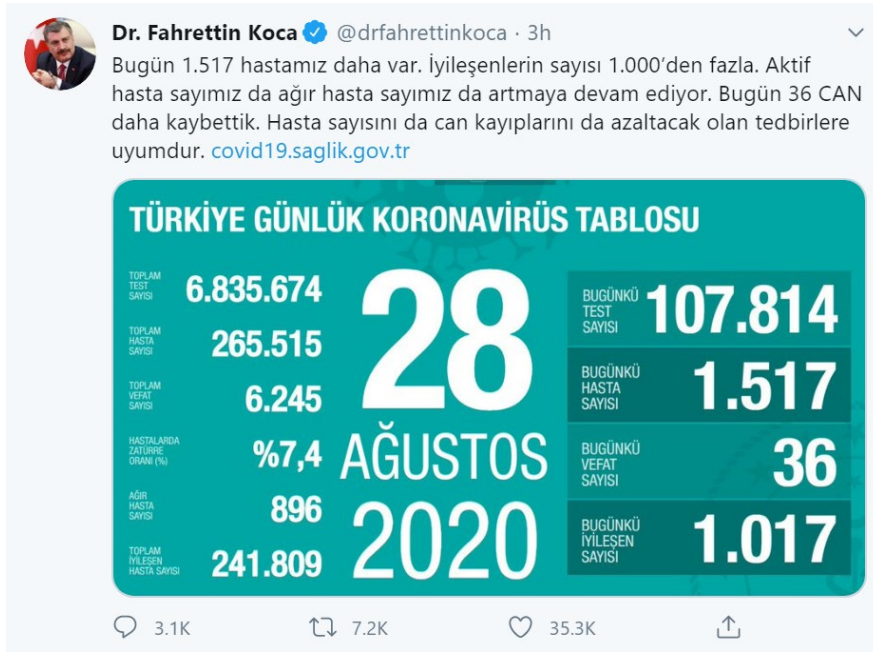 Dr. Fahrettin Koca @drfahrettinkoca · 3h
Bugün 1.517 hastamız daha var. İyileşenlerin sayısı 1.000'den fazla. Aktif
hasta sayımız da ağır hasta sayımız da artmaya devam ediyor. Bugün 36 CAN
daha kaybettik. Hasta sayısını da can kayıplarını da azaltacak olan tedbirlere
uyumdur. covid19.saglik.gov.tr
TÜRKİYE GÜNLÜK KORONAVİRÜS TABLOSU
TOPLAM
TEST
SAYISI
6.835.674
TOPLAM
HASTA
SAYISI
265.515
TOPLAM
VEFAT
SAYISI
6.245
HASTALARDA
ZATÜRRE
ORANI (%)
%7,4
AĞIR
HASTA
SAYISI
896
TOPLAM
İYİLEŞEN
HASTA SAYISI
241.809
28
AĞUSTOS
2020
BUGÜNKÜ
TEST
SAYISI
107.814
BUGÜNKÜ
HASTA
SAYISI
1.517
BUGÜNKÜ
VEFAT
SAYISI
36
BUGÜNKÜ
İYİLEŞEN
SAYISI
1.017
3.1K 7.2K 35.3K